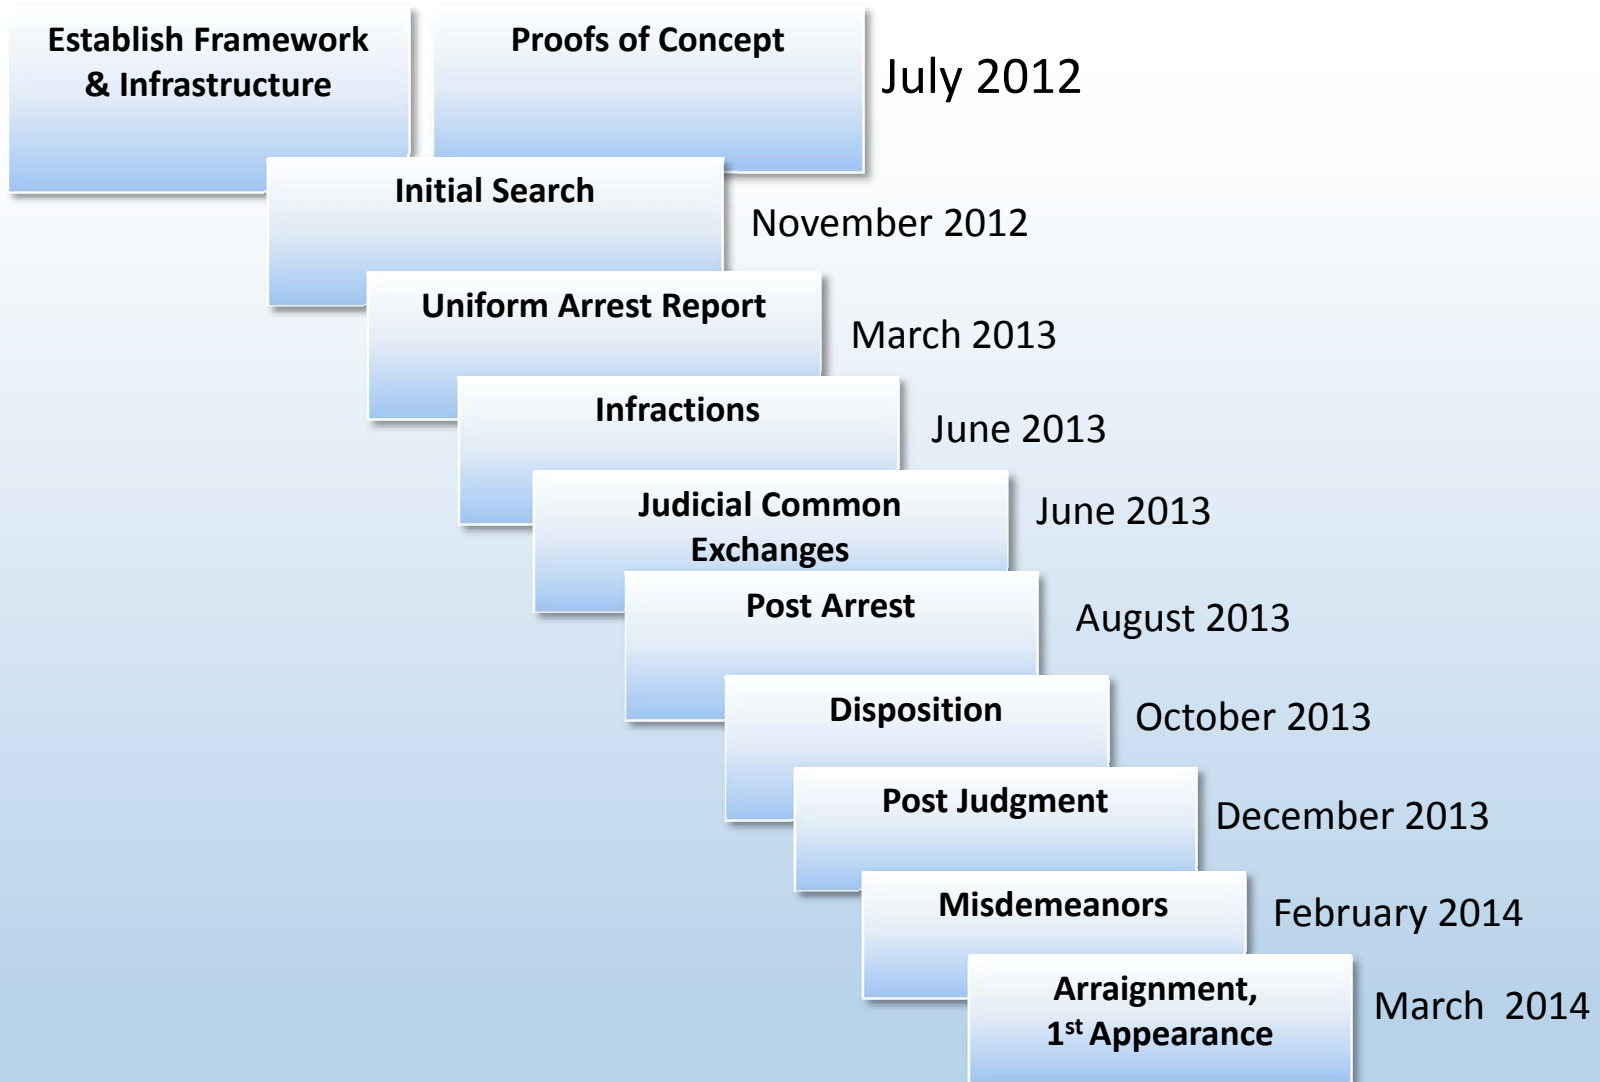 Establish Framework
& Infrastructure
Proofs of Concept
July 2012
Initial Search
November 2012
Uniform Arrest Report
March 2013
Infractions
June 2013
Judicial Common
Exchanges
June 2013
Post Arrest
August 2013
Disposition
October 2013
Post Judgment
December 2013
Misdemeanors
February 2014
Arraignment,
1st Appearance
March 2014